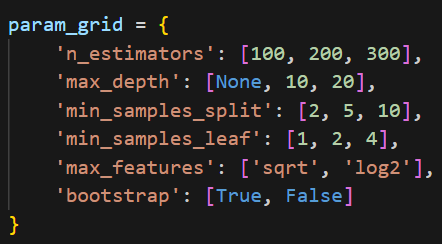 param_grid = {
    'n_estimators': [100, 200, 300],
    'max_depth': [None, 10, 20],
    'min_samples_split': [2, 5, 10],
    'min_samples_leaf': [1, 2, 4],
    'max_features': ['sqrt', 'log2'],
    'bootstrap': [True, False]
}